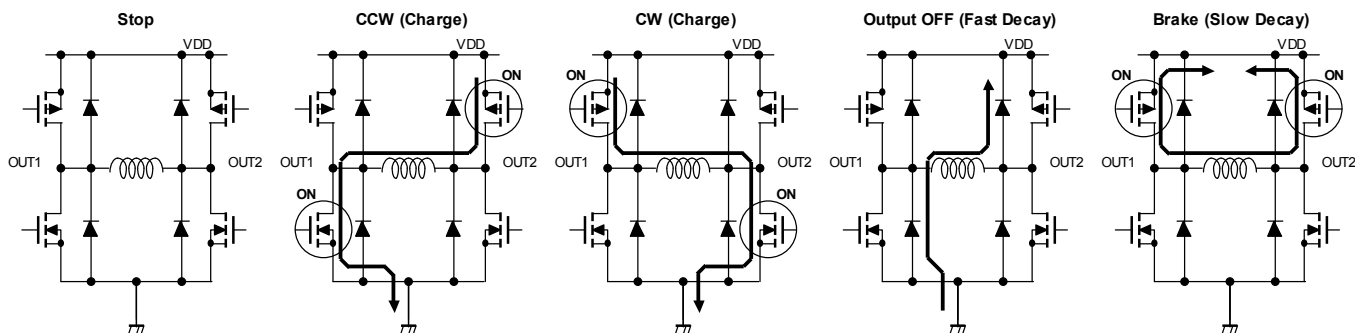 Stop
VDD
OUT1
OUT2
CCW (Charge)
VDD
ON
OUT1
OUT2
ON
CW (Charge)
VDD
ON
OUT1
OUT2
ON
Output OFF (Fast Decay)
VDD
OUT1
OUT2
Brake (Slow Decay)
VDD
ON
ON
OUT1
OUT2